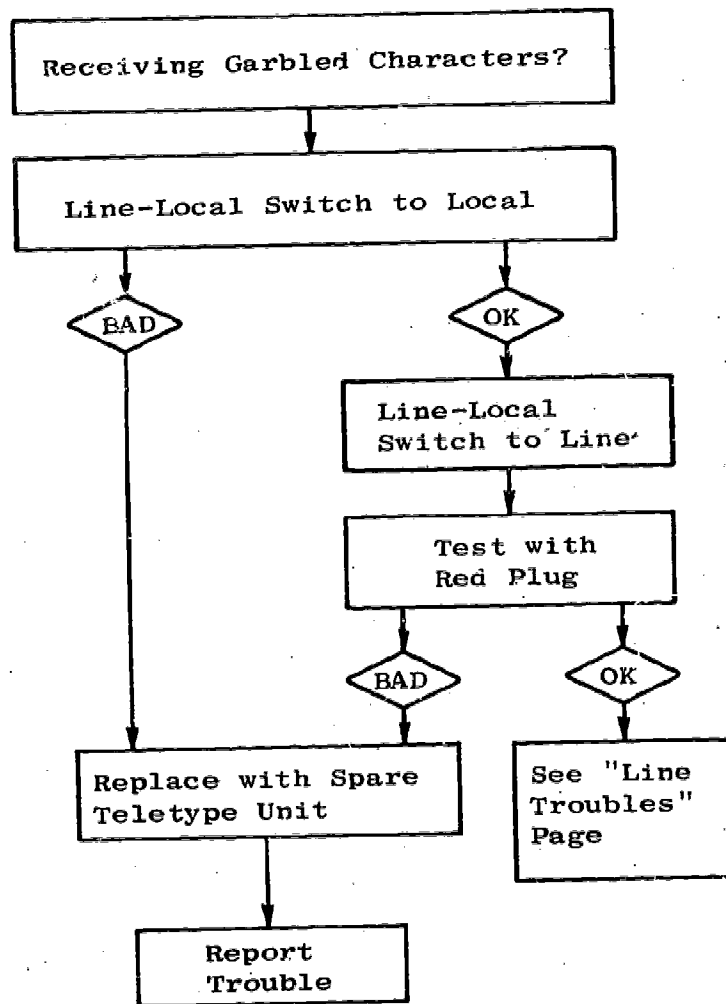 Receiving Garbled Characters?
Line-Local Switch to Local
BAD
OK
Line-Local
Switch to Line
Test with
Red Plug
BAD
OK
Replace with Spare
Teletype Unit
See "Line
Troubles"
Page
Report
Trouble